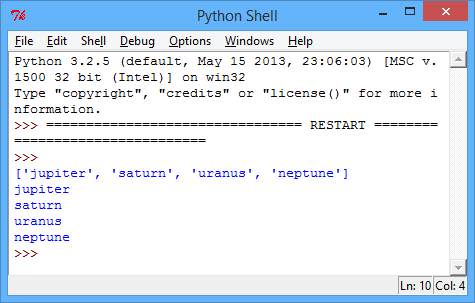 Python Shell
File Edit Shell Debug Options Windows Help
Python 3.2.5 (default, May 15 2013, 23:06:03) [MSC v.
1500 32 bit (Intel)] on win32
Type "copyright", "credits" or "license()" for more i
nformation.
>>> ================================ RESTART ========
========================
>>>
['jupiter', 'saturn', 'uranus', 'neptune']
jupiter
saturn
uranus
neptune
>>>
Ln: 10 Col: 4